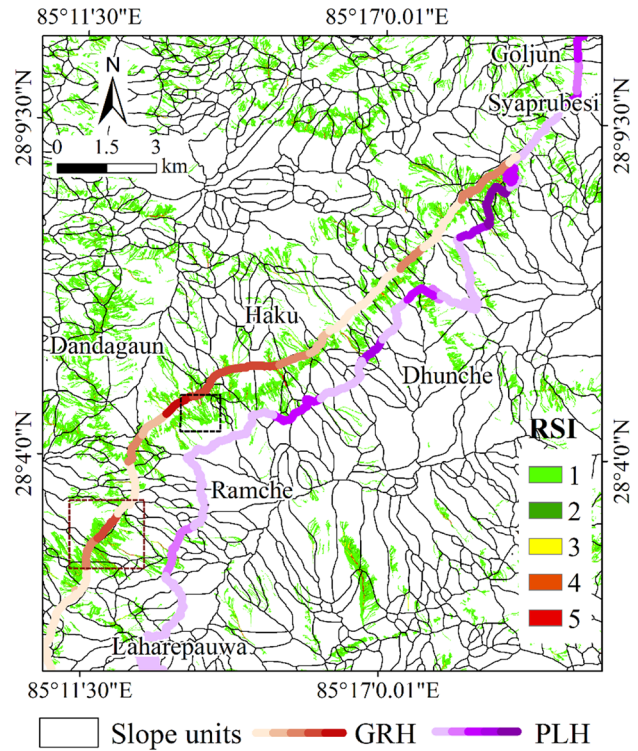 85°11'30"E 85°17'0.01"E
Goljun
N
Syaprubesi
28°9'30"N 28°9'30"N
0 1.5 3
km
Haku
Dandagaun
Dhunche
RSI
28°4'0"N 28°4'0"N
1
Ramche
2
3
4
5
Laharepauwa
85°11'30"E 85°17'0.01"E
Slope units GRH PLH